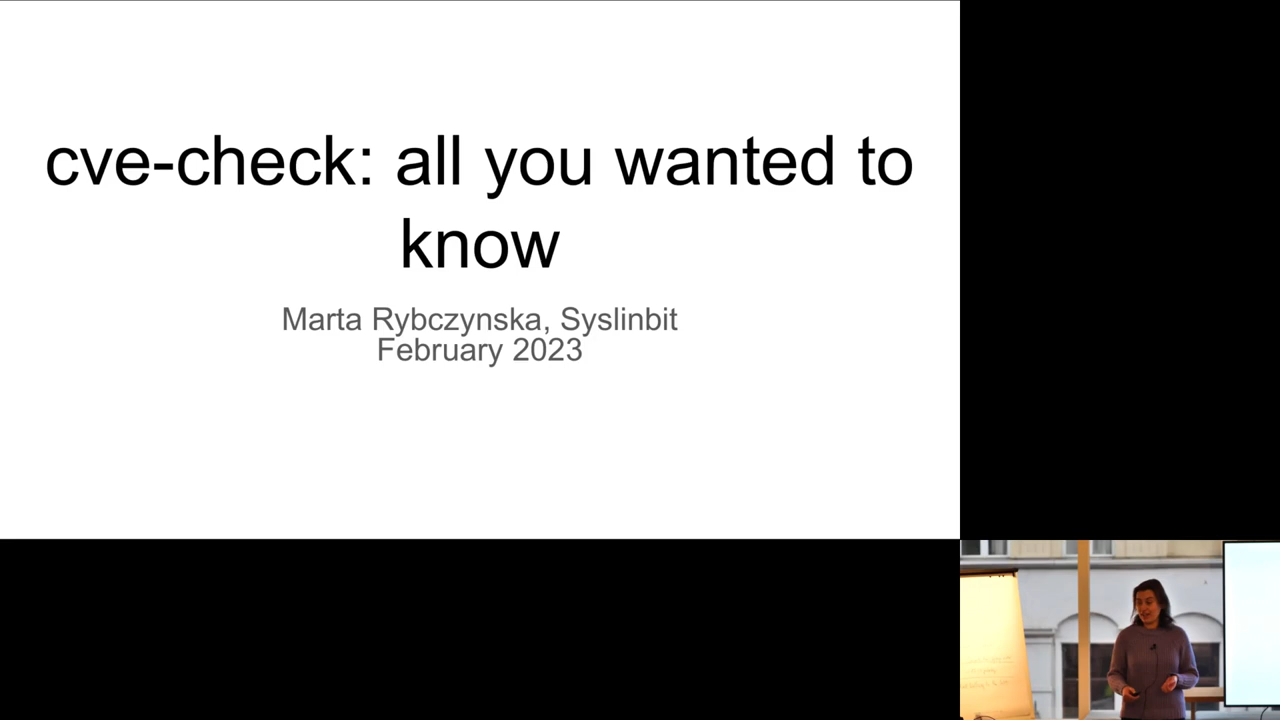 cve-check: all you wanted to
know
Marta Rybczynska, Syslinbit
February 2023